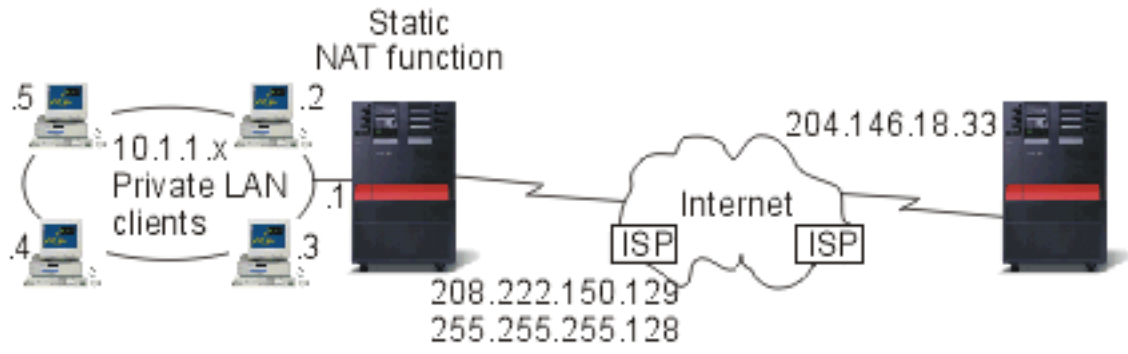 Static
NAT function
.5
.2
10.1.1.x
Private LAN
clients
.1
.4
.3
204.146.18.33
Internet
ISP
ISP
208.222.150.129
255.255.255.128